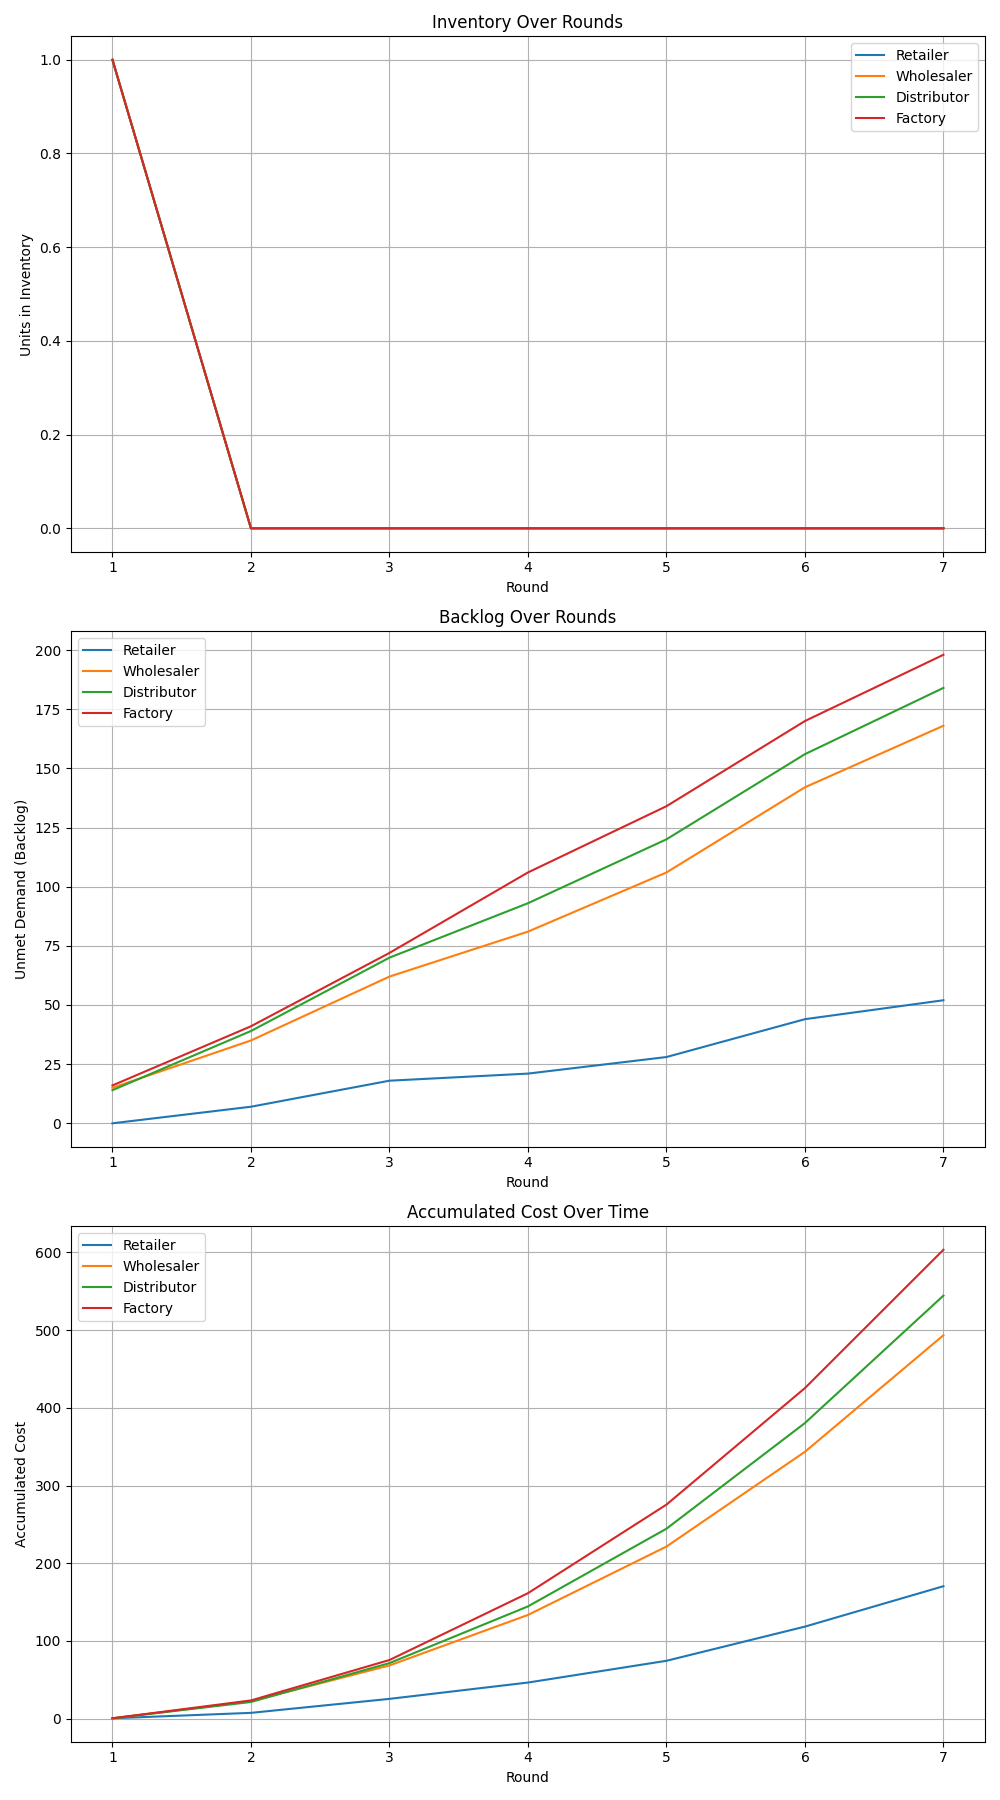 Inventory Over Rounds
Retailer
Wholesaler
Distributor
Factory
1.0
0.8
0.6
0.4
0.2
0.0
Units in Inventory
1 2 3 4 5 6 7
Round
Backlog Over Rounds
Retailer
Wholesaler
Distributor
Factory
200
175
150
125
100
75
50
25
0
Unmet Demand (Backlog)
1 2 3 4 5 6 7
Round
Accumulated Cost Over Time
Retailer
Wholesaler
Distributor
Factory
600
500
400
300
200
100
0
Accumulated Cost
1 2 3 4 5 6 7
Round